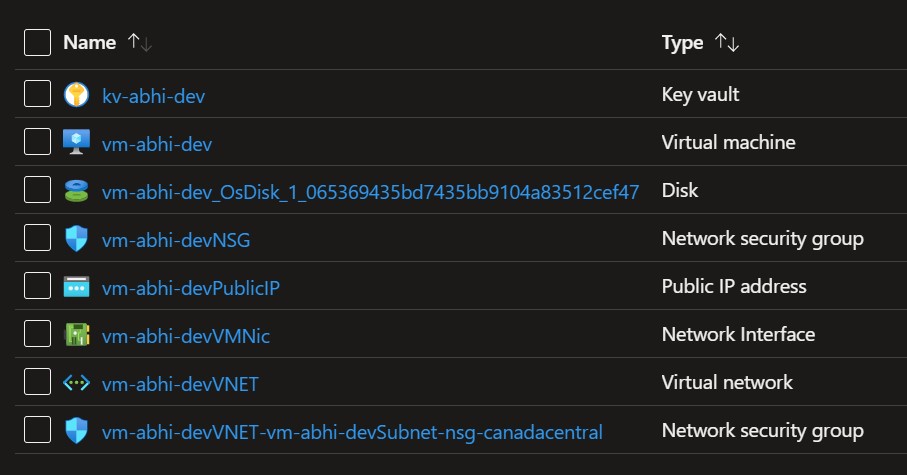 Name ↑↓ Type ↑↓
kv-abhi-dev Key vault
vm-abhi-dev Virtual machine
vm-abhi-dev_OsDisk_1_065369435bd7435bb9104a83512cef47 Disk
vm-abhi-devNSG Network security group
vm-abhi-devPublicIP Public IP address
vm-abhi-devVMNic Network Interface
vm-abhi-devVNET Virtual network
vm-abhi-devVNET-vm-abhi-devSubnet-nsg-canadacentral Network security group